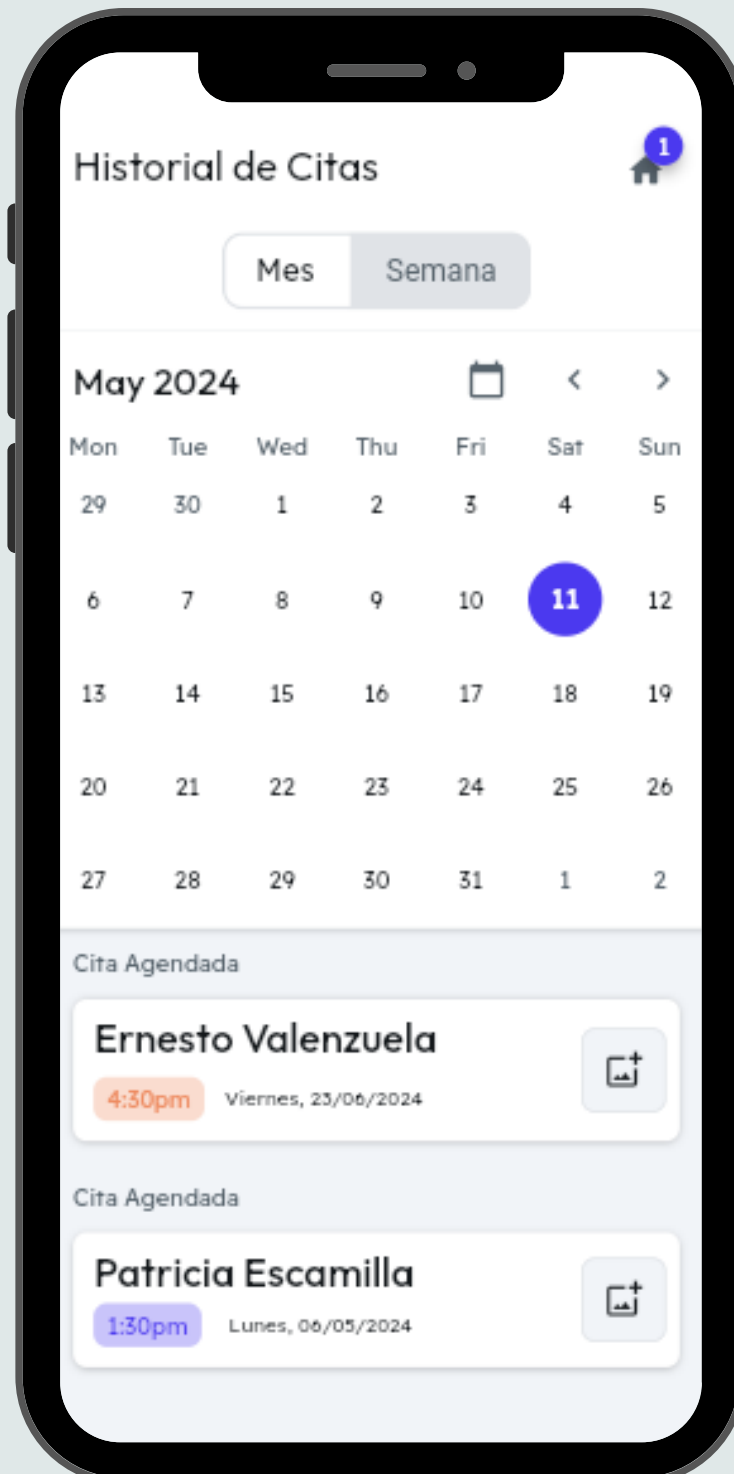 Historial de Citas
1
Mes Semana
May 2024
Mon Tue Wed Thu Fri Sat Sun
29 30 1 2 3 4 5
6 7 8 9 10 11 12
13 14 15 16 17 18 19
20 21 22 23 24 25 26
27 28 29 30 31 1 2
Cita Agendada
Ernesto Valenzuela
4:30pm Viernes, 23/06/2024
Cita Agendada
Patricia Escamilla
1:30pm Lunes, 06/05/2024